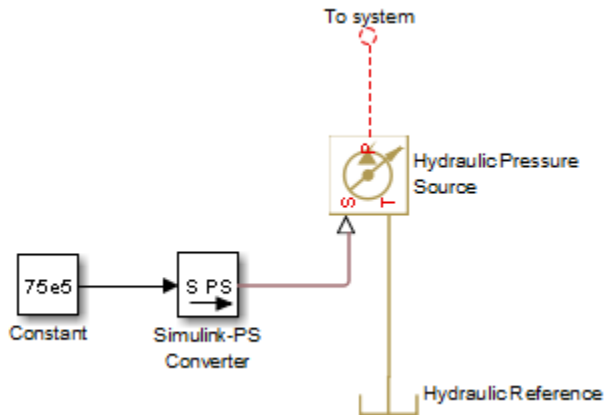 To system
P
Hydraulic Pressure
Source
S
T
75e5
S PS
Constant
Simulink-PS
Converter
Hydraulic Reference